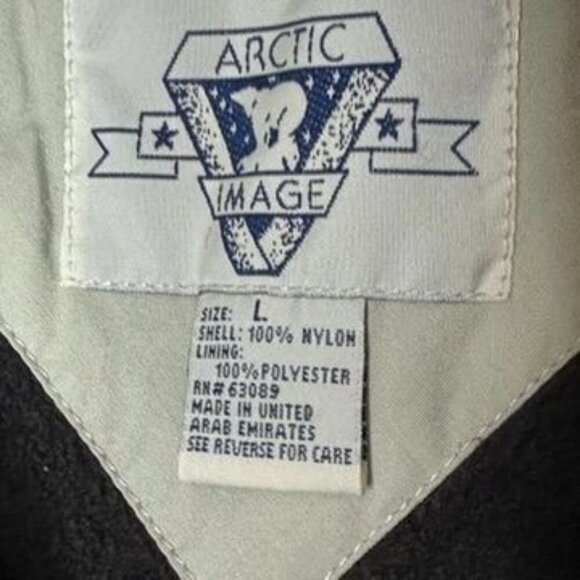 ARCTIC
IMAGE
SIZE: L
SHELL: 100% NYLON
LINING:
100% POLYESTER
RN# 63089
MADE IN UNITED
ARAB EMIRATES
SEE REVERSE FOR CARE